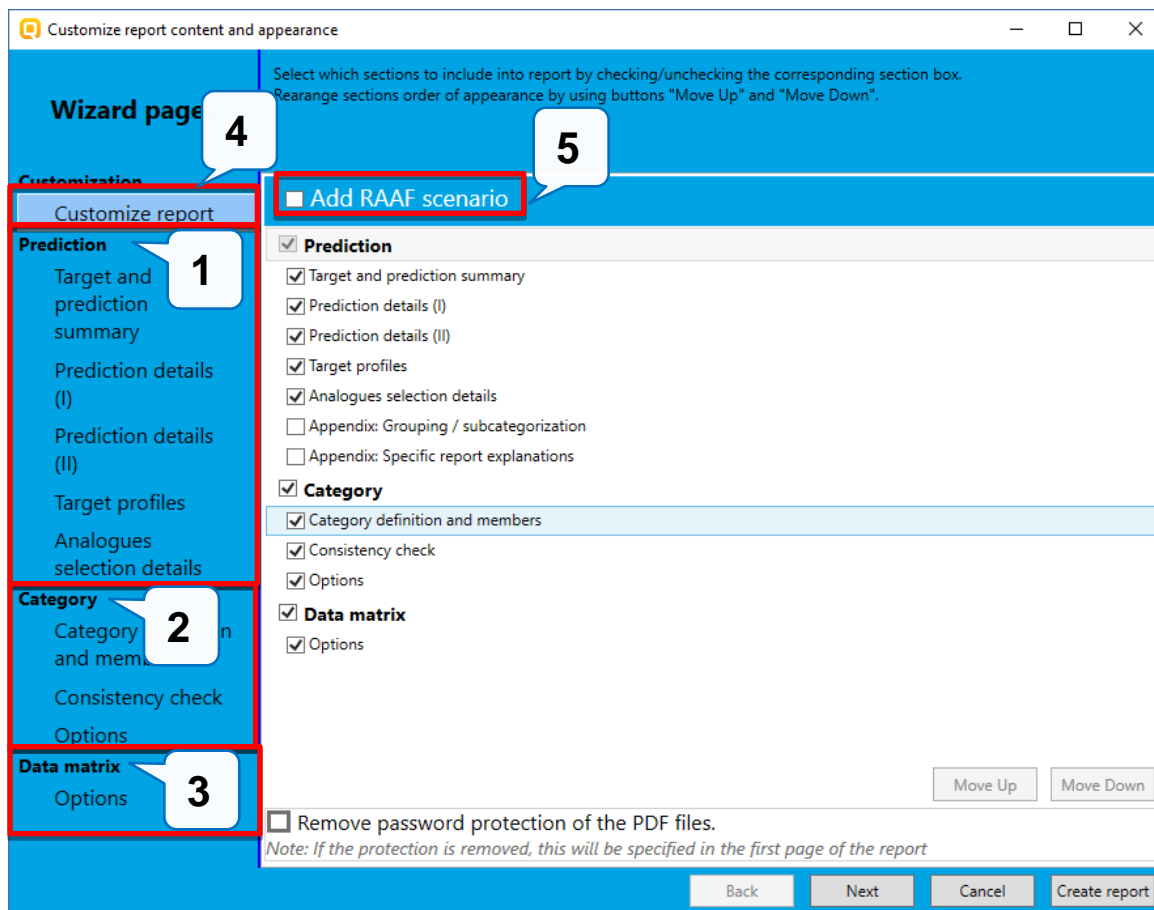 Customize report content and appearance
Select which sections to include into report by checking/unchecking the corresponding section box.
Rearange sections order of appearance by using buttons "Move Up" and "Move Down".
Wizard page
4
5
Customization
Customize report
Add RAAF scenario
Prediction
1
Target and
prediction
summary
Prediction details
(I)
Prediction details
(II)
Target profiles
Analogues
selection details
Category
2
Category
and
Consistency check
Options
Data matrix
3
Options
Prediction
Target and prediction summary
Prediction details (I)
Prediction details (II)
Target profiles
Analogues selection details
Appendix: Grouping / subcategorization
Appendix: Specific report explanations
Category
Category definition and members
Consistency check
Options
Data matrix
Options
Move Up
Move Down
Remove password protection of the PDF files.
Note: If the protection is removed, this will be specified in the first page of the report
Back
Next
Cancel
Create report